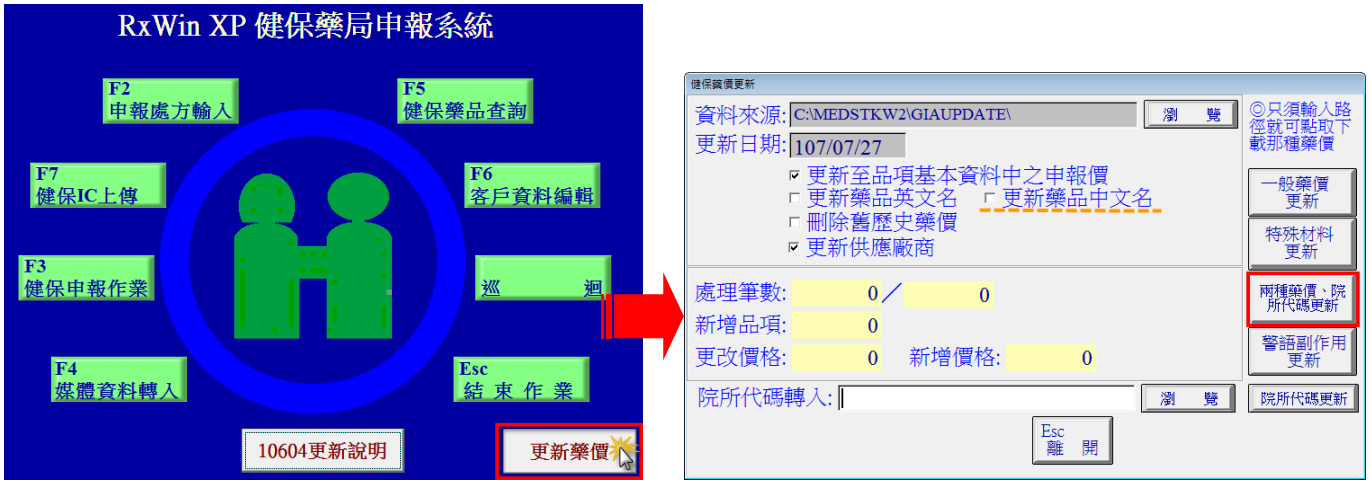 RxWin XP 健保藥局申報系統
F2
申報處方輸入
F5
健保藥品查詢
F7
健保IC上傳
F6
客戶資料編輯
F3
健保申報作業
巡 迴
F4
媒體資料轉入
Esc
結 束 作 業
10604更新說明
更新藥價
健保藥價更新
資料來源: C:\MEDSTKW2\GIAUPDATE\ 瀏 覽
◎只須輸入路
徑就可點取下
載那種藥價
更新日期: 107/07/27
更新至品項基本資料中之申報價
更新藥品英文名 更新藥品中文名
刪除舊歷史藥價
更新供應廠商
一般藥價
更新
特殊材料
更新
兩種藥價、院
所代碼更新
警語副作用
更新
處理筆數: 0 / 0
新增品項: 0
更改價格: 0 新增價格: 0
院所代碼轉入: 瀏 覽 院所代碼更新
Esc
離 開